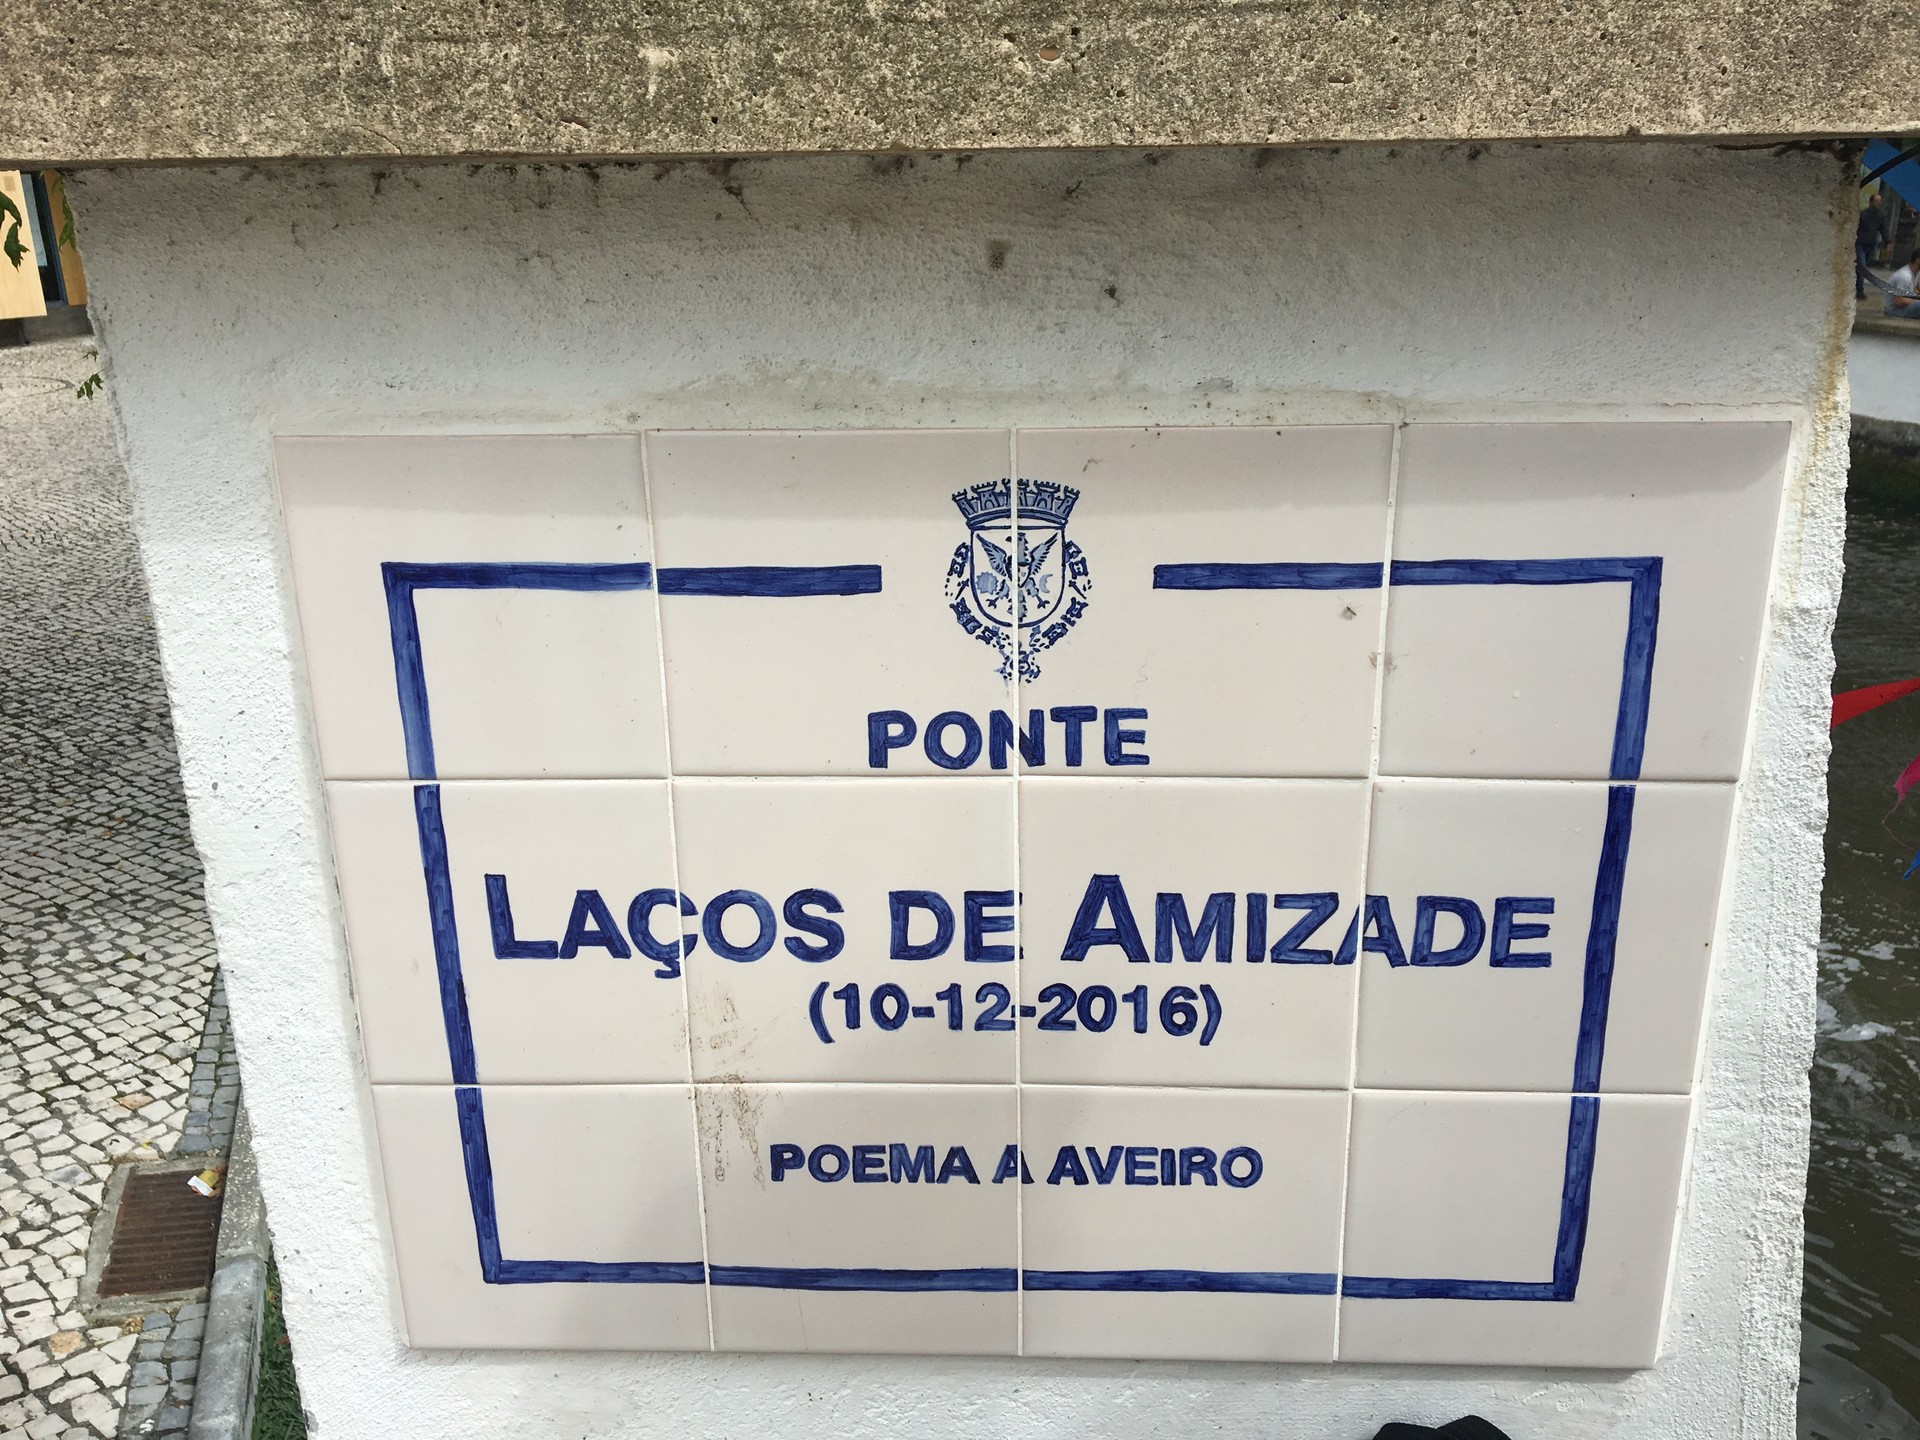 PONTE
LAÇOS DE AMIZADE
(10-12-2016)
POEMA A AVEIRO